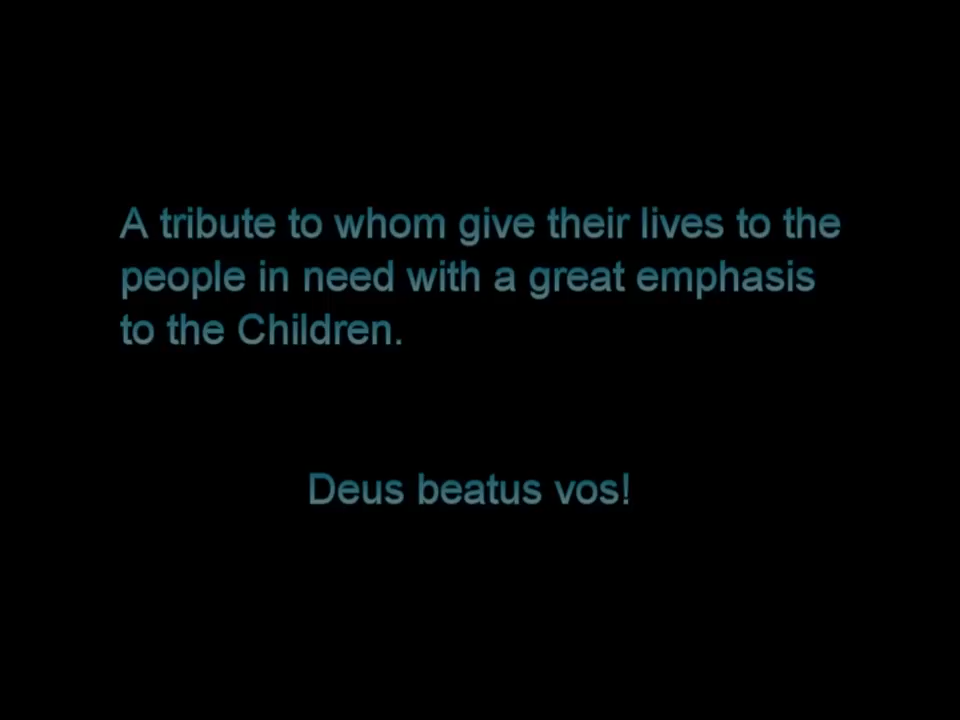 A tribute to whom give their lives to the
people in need with a great emphasis
to the Children.
Deus beatus vos!